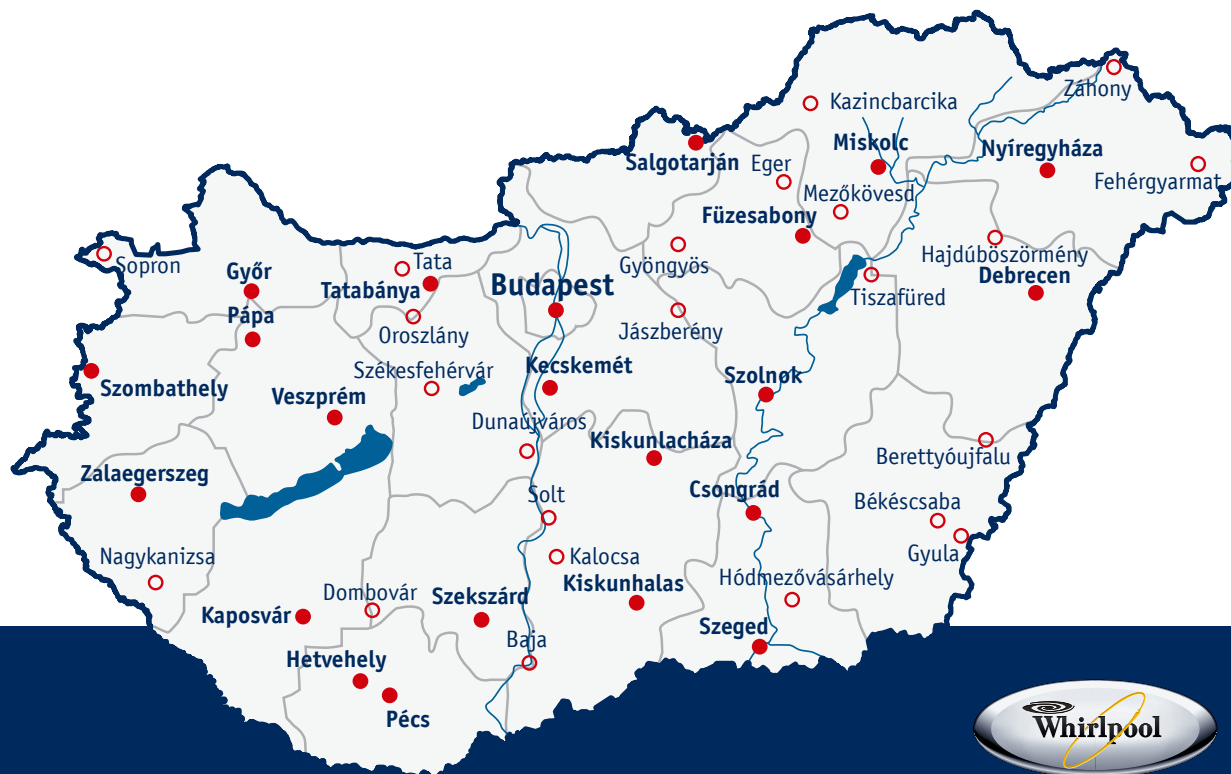 Kazincbarcika
Záhony
Salgotarján
Eger
Miskolc
Nyíregyháza
Fehérgyarmat
Mezőkövesd
Füzesabony
Sopron
Győr
Tata
Gyöngyös
Hajdúböszörmény
Debrecen
Tatabánya
Budapest
Tiszafüred
Pápa
Oroszlány
Jászberény
Székesfehérvár
Kecskemét
Szolnok
Szombathely
Veszprém
Dunaújváros
Kiskunlacháza
Berettyóujfalu
Zalaegerszeg
Solt
Csongrád
Békéscsaba
Nagykanizsa
Kalocsa
Gyula
Dombovár
Szekszárd
Kiskunhalas
Hódmezővásárhely
Kaposvár
Baja
Szeged
Hetvehely
Pécs
Whirlpool